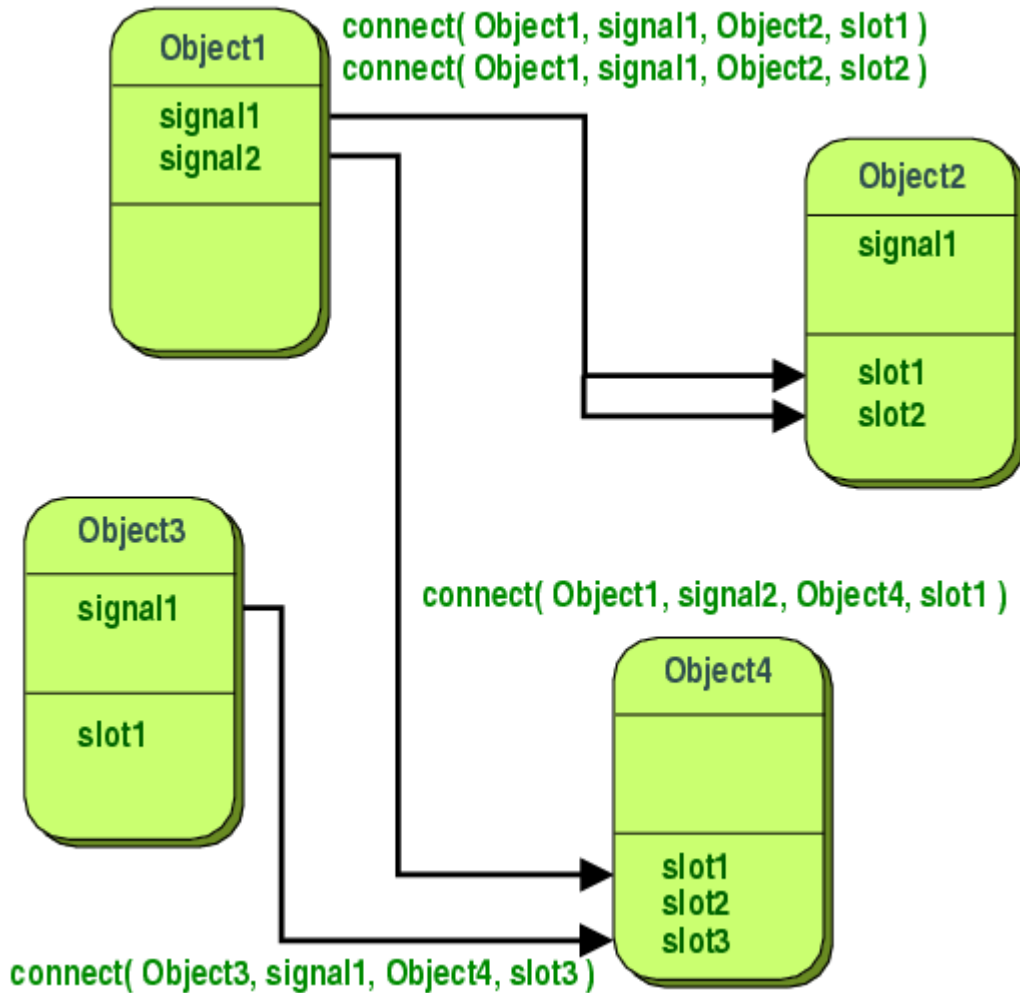 Object1
signal1
signal2
connect( Object1, signal1, Object2, slot1 )
connect( Object1, signal1, Object2, slot2 )
Object2
signal1
slot1
slot2
Object3
signal1
slot1
connect( Object1, signal2, Object4, slot1 )
Object4
slot1
slot2
slot3
connect( Object3, signal1, Object4, slot3 )